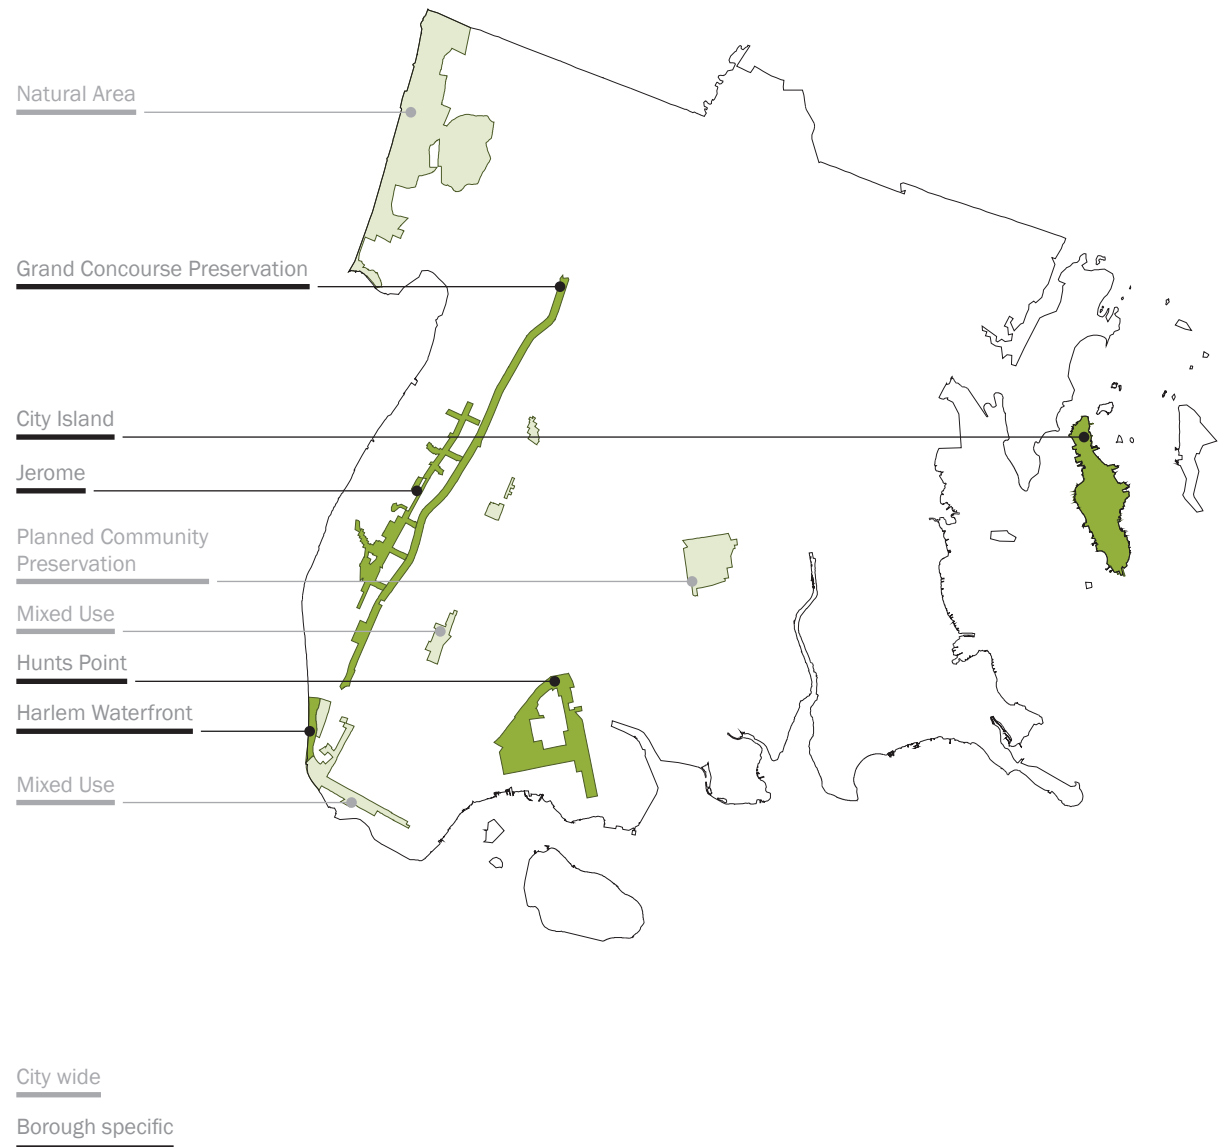 Natural Area
Grand Concourse Preservation
City Island
Jerome
Planned Community
Preservation
Mixed Use
Hunts Point
Harlem Waterfront
Mixed Use
City wide
Borough specific